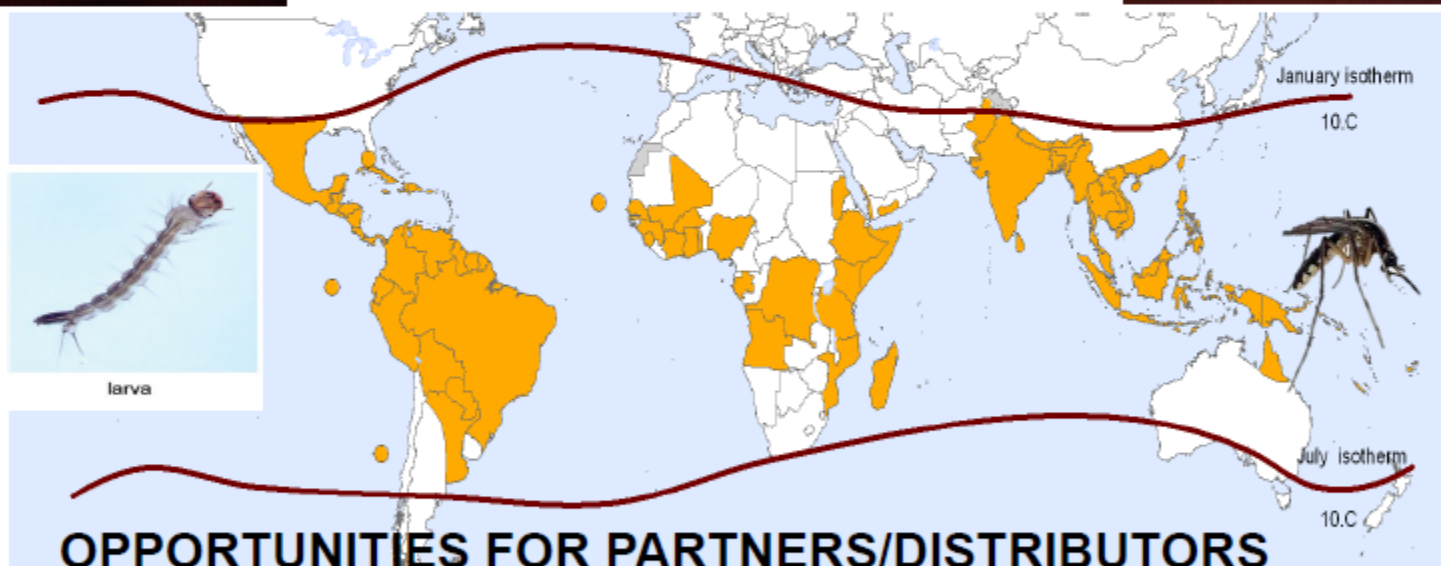 January isotherm
10.C
larva
July isotherm
10.C
OPPORTUNITIES FOR PARTNERS/DISTRIBUTORS